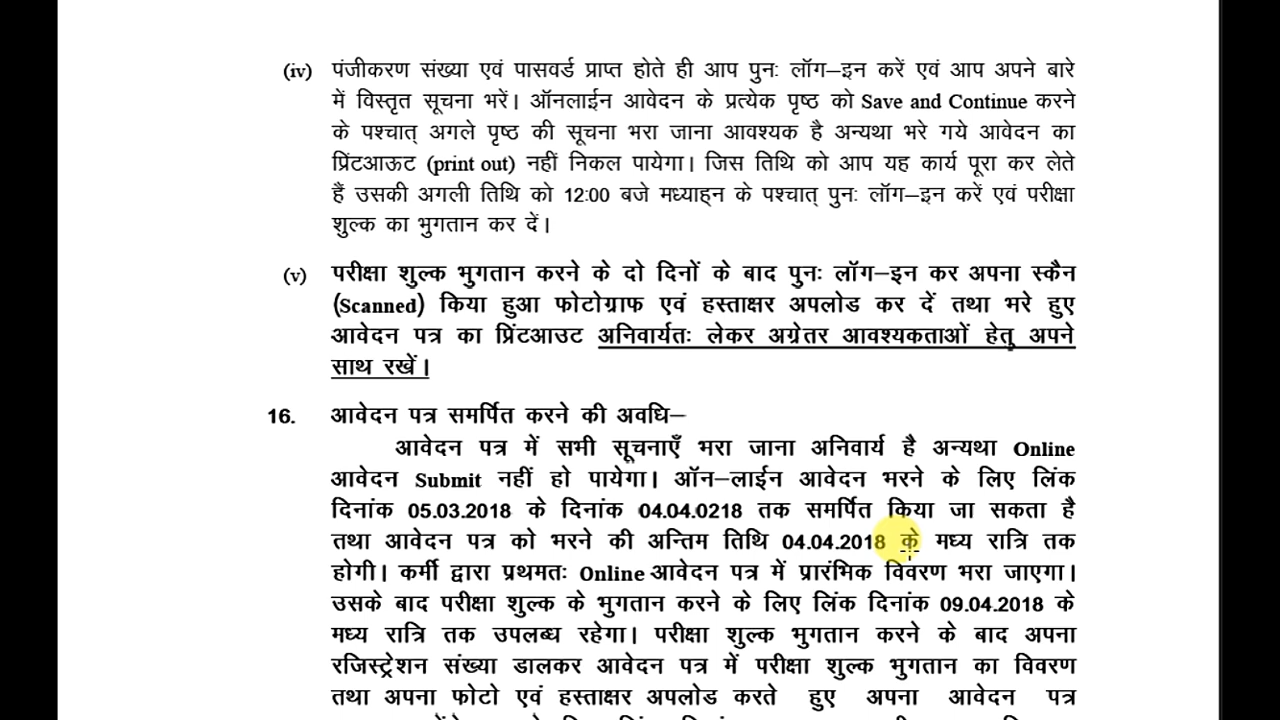 (iv) पंजीकरण संख्या एवं पासवर्ड प्राप्त होते ही आप पुनः लॉग–इन करें एवं आप अपने बारे
में विस्तृत सूचना भरें। ऑनलाईन आवेदन के प्रत्येक पृष्ठ को Save and Continue करने
के पश्चात् अगले पृष्ठ की सूचना भरा जाना आवश्यक है अन्यथा भरे गये आवेदन का
प्रिंटआऊट (print out) नहीं निकल पायेगा। जिस तिथि को आप यह कार्य पूरा कर लेते
हैं उसकी अगली तिथि को 12:00 बजे मध्याह्न के पश्चात् पुनः लॉग–इन करें एवं परीक्षा
शुल्क का भुगतान कर दें।
(v) परीक्षा शुल्क भुगतान करने के दो दिनों के बाद पुनः लॉग–इन कर अपना स्कैन
(Scanned) किया हुआ फोटोग्राफ एवं हस्ताक्षर अपलोड कर दें तथा भरे हुए
आवेदन पत्र का प्रिंटआउट अनिवार्यतः लेकर अग्रेतर आवश्यकताओं हेतु अपने
साथ रखें।
16. आवेदन पत्र समर्पित करने की अवधि–
आवेदन पत्र में सभी सूचनाएँ भरा जाना अनिवार्य है अन्यथा Online
आवेदन Submit नहीं हो पायेगा। ऑन–लाईन आवेदन भरने के लिए लिंक
दिनांक 05.03.2018 के दिनांक 04.04.0218 तक समर्पित किया जा सकता है
तथा आवेदन पत्र को भरने की अन्तिम तिथि 04.04.2018 के मध्य रात्रि तक
होगी। कर्मी द्वारा प्रथमतः Online आवेदन पत्र में प्रारंभिक विवरण भरा जाएगा।
उसके बाद परीक्षा शुल्क के भुगतान करने के लिए लिंक दिनांक 09.04.2018 के
मध्य रात्रि तक उपलब्ध रहेगा। परीक्षा शुल्क भुगतान करने के बाद अपना
रजिस्ट्रेशन संख्या डालकर आवेदन पत्र में परीक्षा शुल्क भुगतान का विवरण
तथा अपना फोटो एवं हस्ताक्षर अपलोड करते हुए अपना आवेदन पत्र